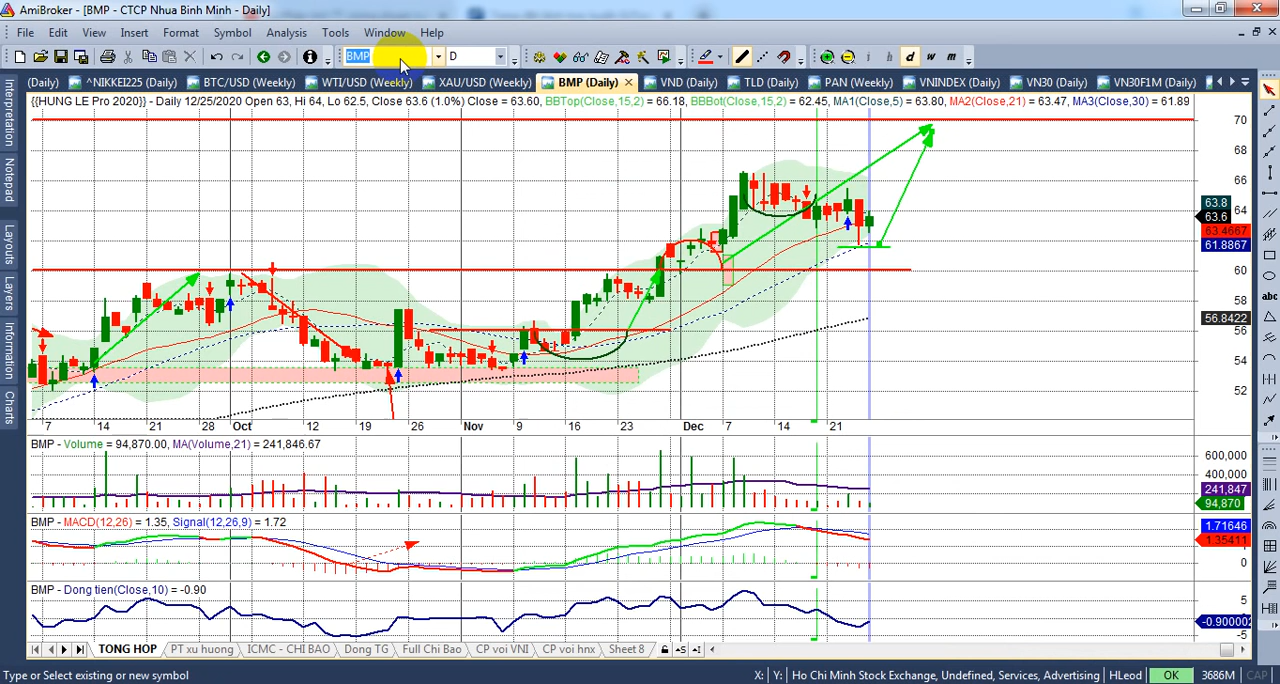 AmiBroker - [BMP - CTCP Nhua Binh Minh - Daily]
File Edit View Insert Format Symbol Analysis Tools Window Help
BMP D i h d w m
(Daily) ^NIKKEI225 (Daily) BTC/USD (Weekly) WTI/USD (Weekly) XAU/USD (Weekly) BMP (Daily) VND (Daily) TLD (Daily) PAN (Weekly) VNINDEX (Daily) VN30 (Daily) VN30F1M (Daily)
{{HUNG LE Pro 2020}} - Daily 12/25/2020 Open 63, Hi 64, Lo 62.5, Close 63.6 (1.0%) Close = 63.60, BBTop(Close,15,2) = 66.18, BBBot(Close,15,2) = 62.45, MA1(Close,5) = 63.80, MA2(Close,21) = 63.47, MA3(Close,30) = 61.89
Interpretation
Notepad
Layouts
Layers
Information
Charts
abc
70
68
66
64
63.8
63.6
63.4667
61.8867
60
58
56.8422
56
54
52
7 14 21 28 Oct 12 19 26 Nov 9 16 23 Dec 7 14 21
BMP - Volume = 94,870.00, MA(Volume,21) = 241,846.67
600,000
400,000
241,847
94,870
BMP - MACD(12,26) = 1.35, Signal(12,26,9) = 1.72
1.71646
1.35411
0
BMP - Dong tien(Close,10) = -0.90
5
-0.900002
-5
TONG HOP PT xu huong ICMC - CHI BAO Dong TG Full Chi Bao CP voi VNI CP voi hnx Sheet 8
Type or Select existing or new symbol X: Y: Ho Chi Minh Stock Exchange, Undefined, Services, Advertising HLeod OK 3686M CAP